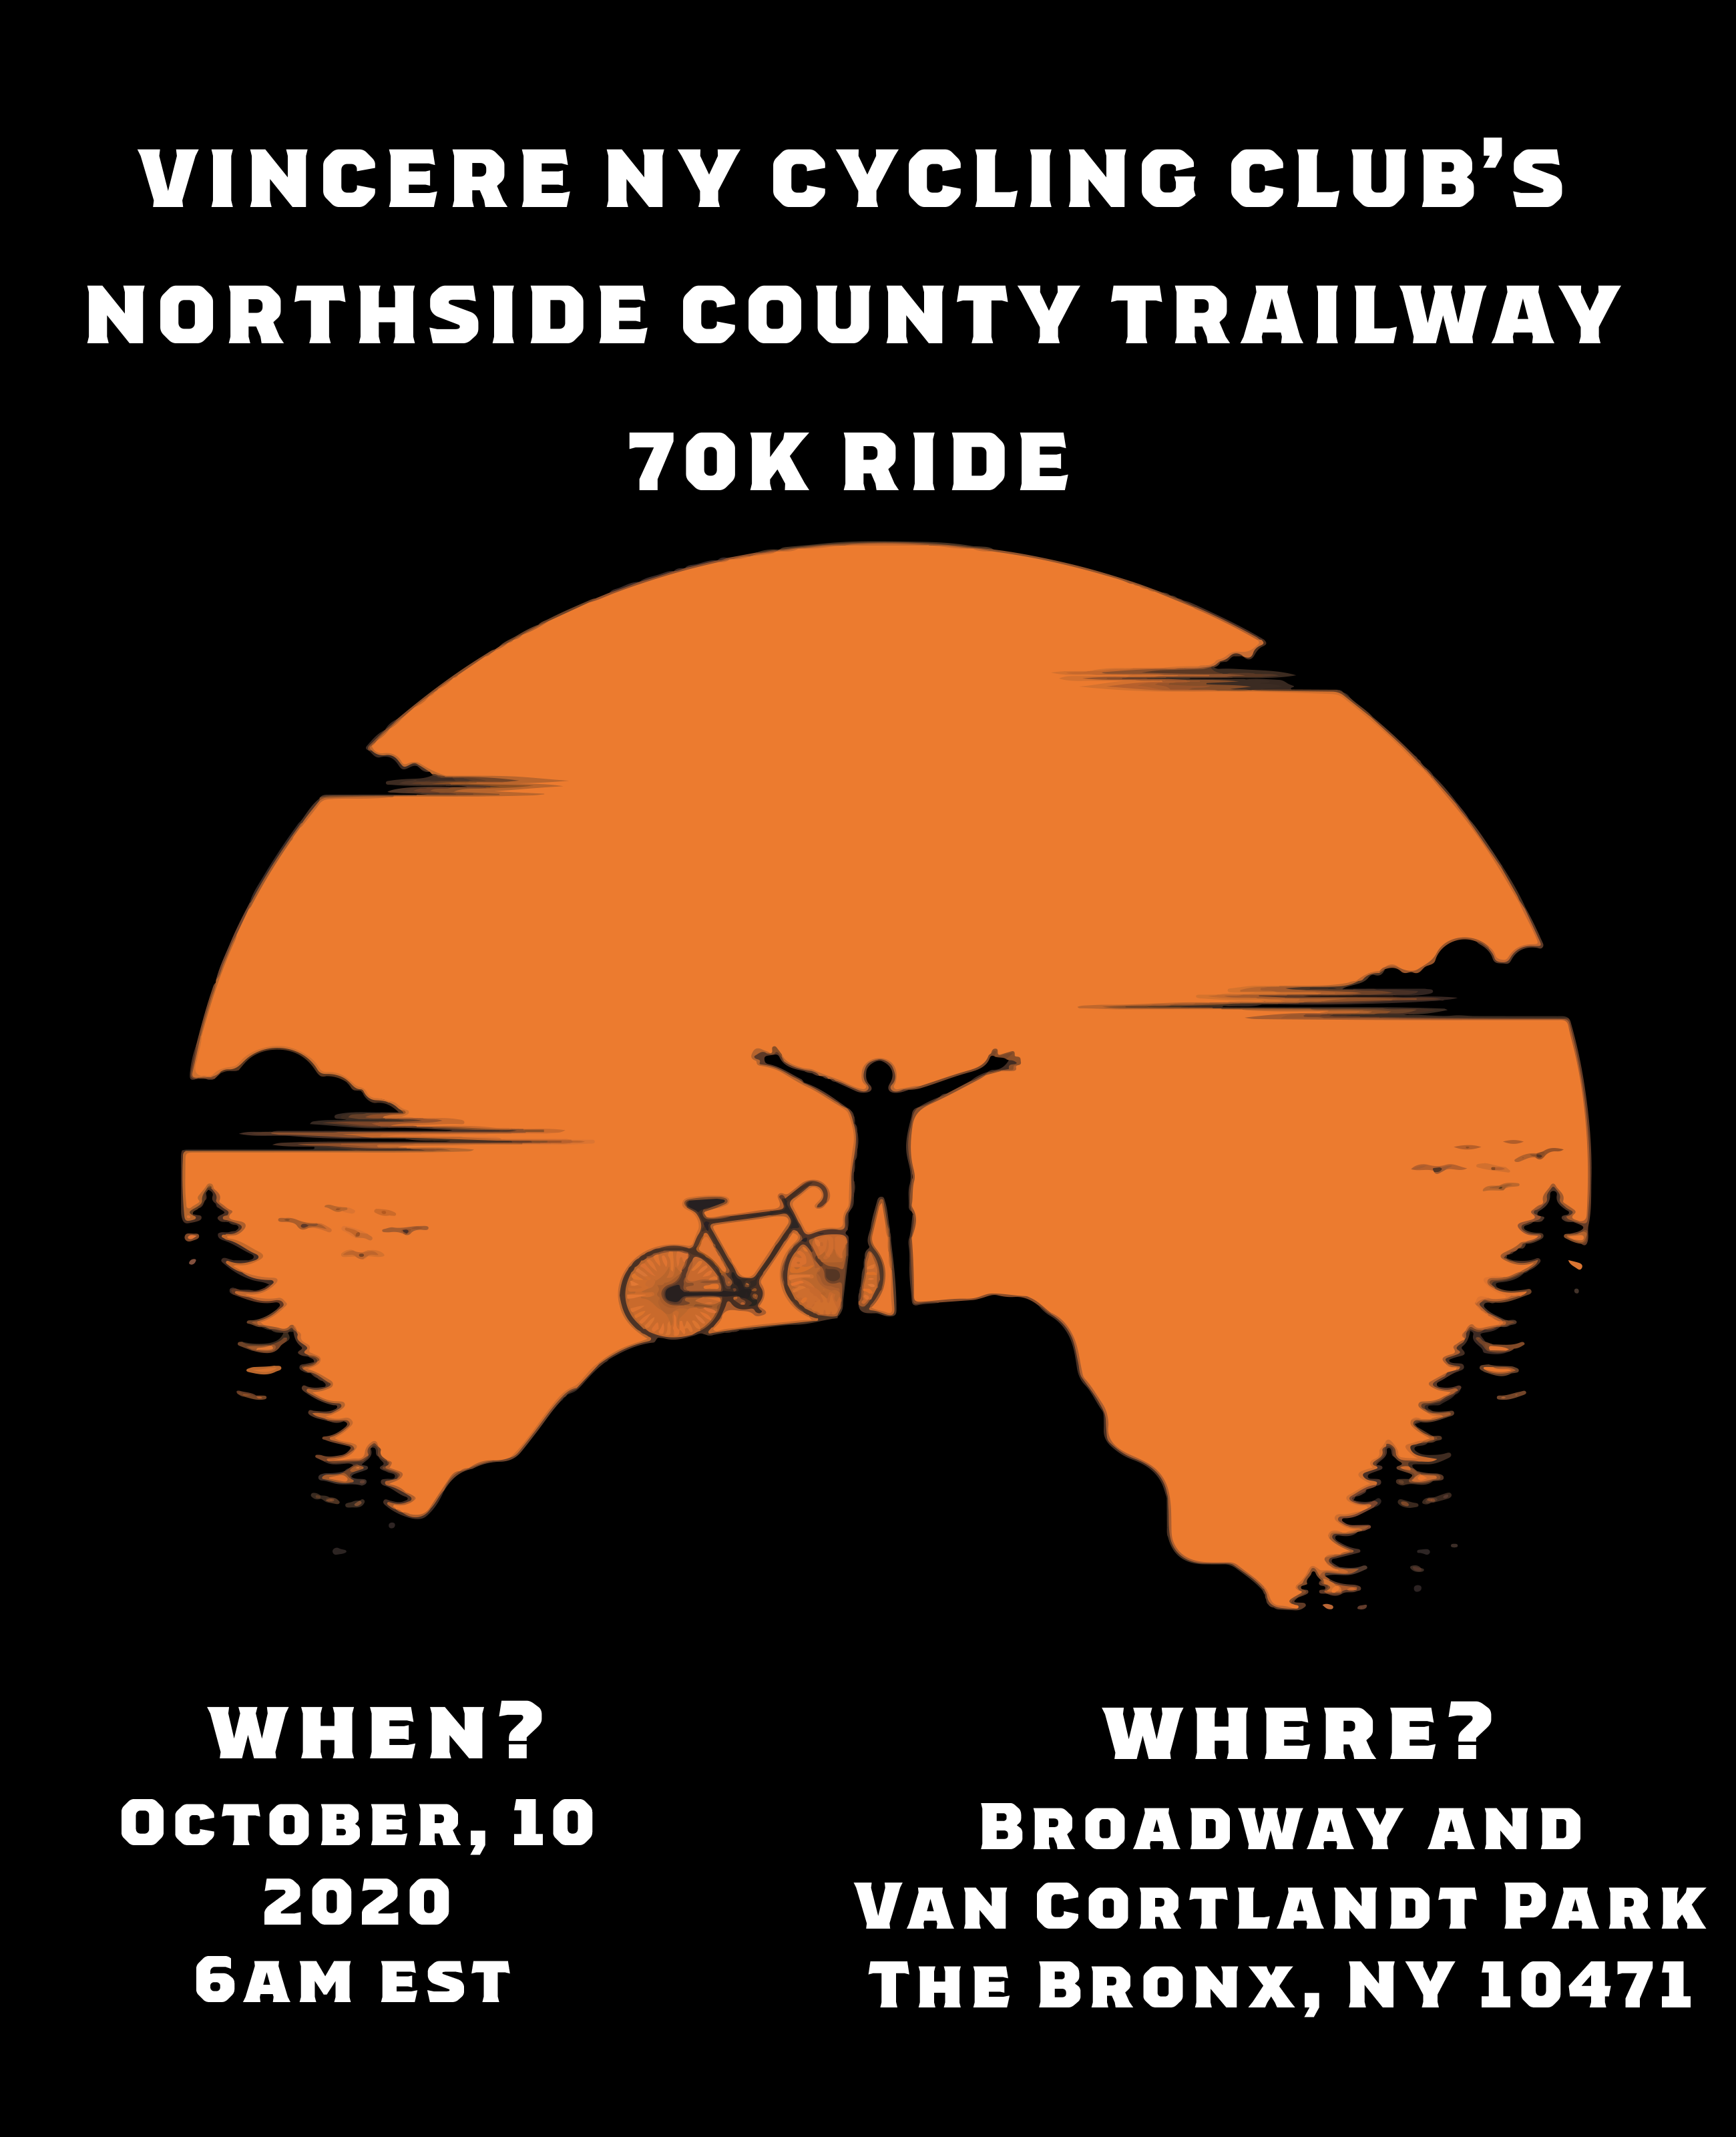 VINCERE NY CYCLING CLUB'S
NORTHSIDE COUNTY TRAILWAY
70K RIDE
WHEN?
OCTOBER, 10
2020
6AM EST
WHERE?
BROADWAY AND
VAN CORTLANDT PARK
THE BRONX, NY 10471